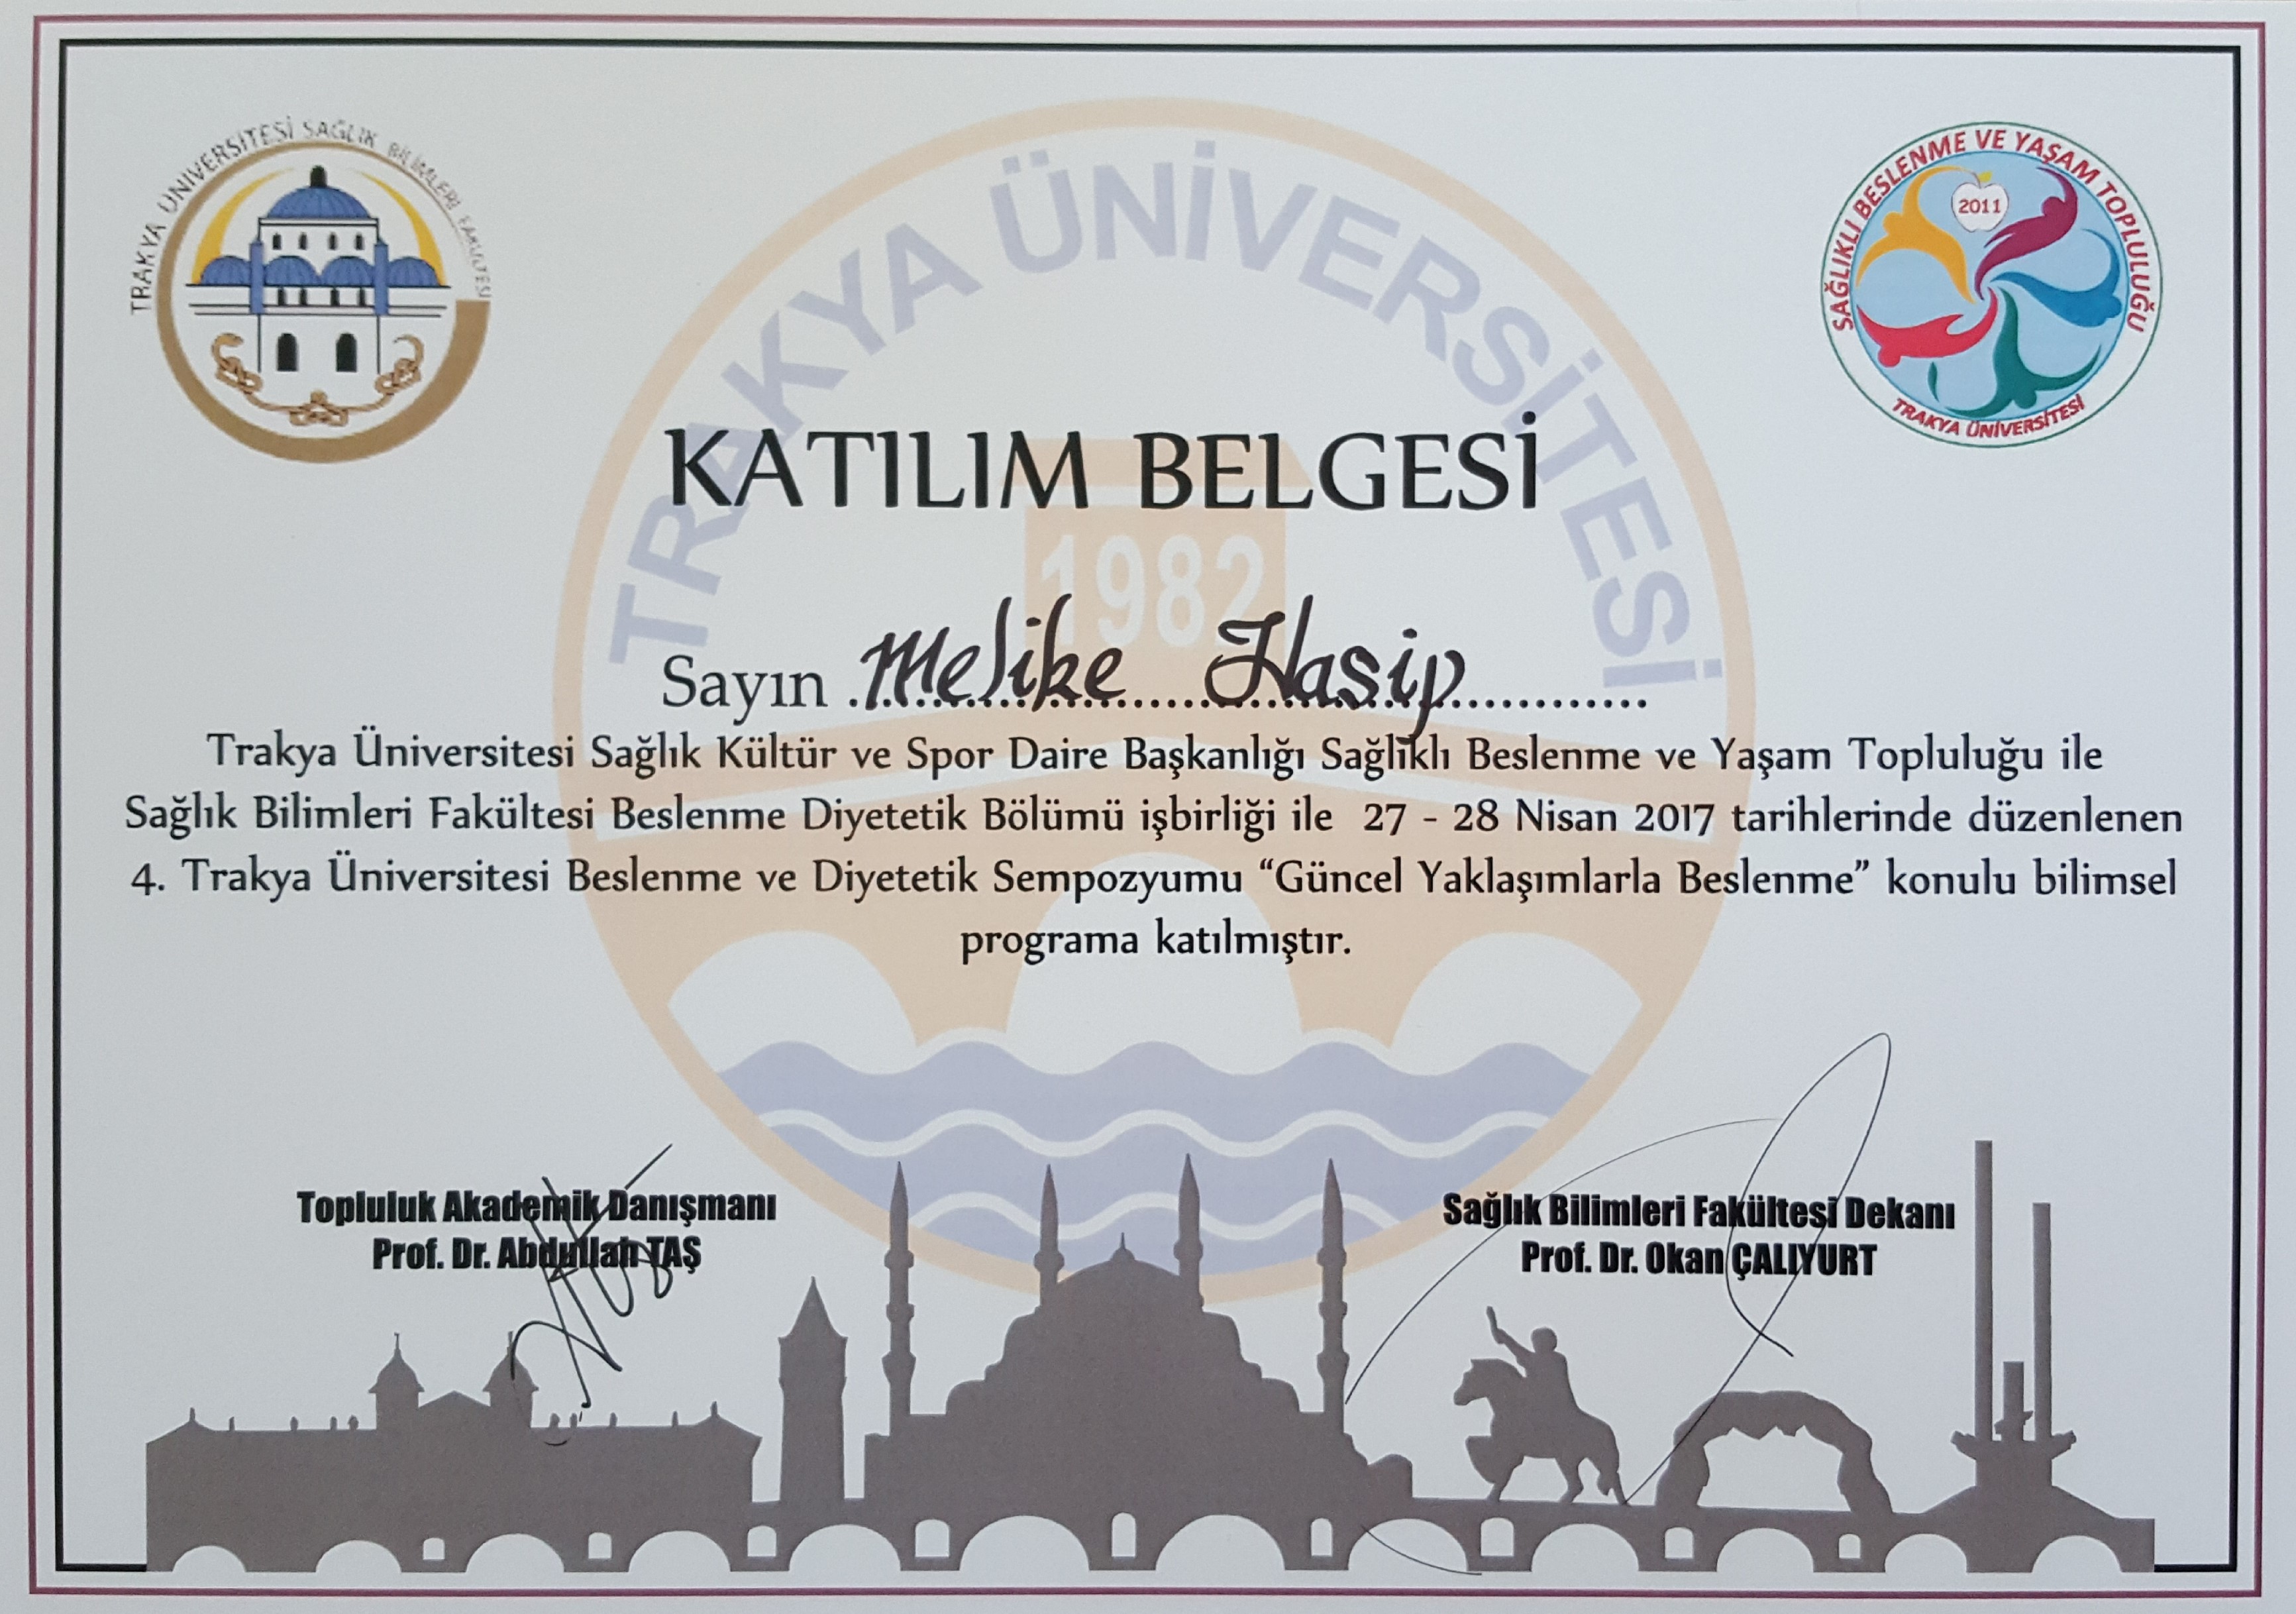 TRAKYA ÜNİVERSİTESİ SAĞLIK BİLİMLERİ FAKÜLTESİ
SAĞLIKLI BESLENME VE YAŞAM TOPLULUĞU
2011
TRAKYA ÜNİVERSİTESİ
TRAKYA ÜNİVERSİTESİ
KATILIM BELGESİ
1982
Sayın Melike Hasip
Trakya Üniversitesi Sağlık Kültür ve Spor Daire Başkanlığı Sağlıklı Beslenme ve Yaşam Topluluğu ile
Sağlık Bilimleri Fakültesi Beslenme Diyetetik Bölümü işbirliği ile 27 - 28 Nisan 2017 tarihlerinde düzenlenen
4. Trakya Üniversitesi Beslenme ve Diyetetik Sempozyumu “Güncel Yaklaşımlarla Beslenme” konulu bilimsel
programa katılmıştır.
Topluluk Akademik Danışmanı
Prof. Dr. Abdullah TAŞ
Sağlık Bilimleri Fakültesi Dekanı
Prof. Dr. Okan ÇALIYURT